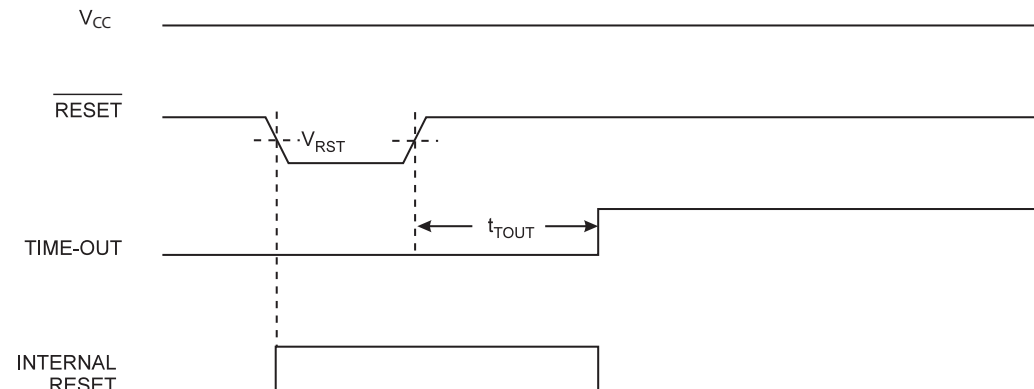 VCC
RESET
VRST
tTOUT
TIME-OUT
INTERNAL
RESET